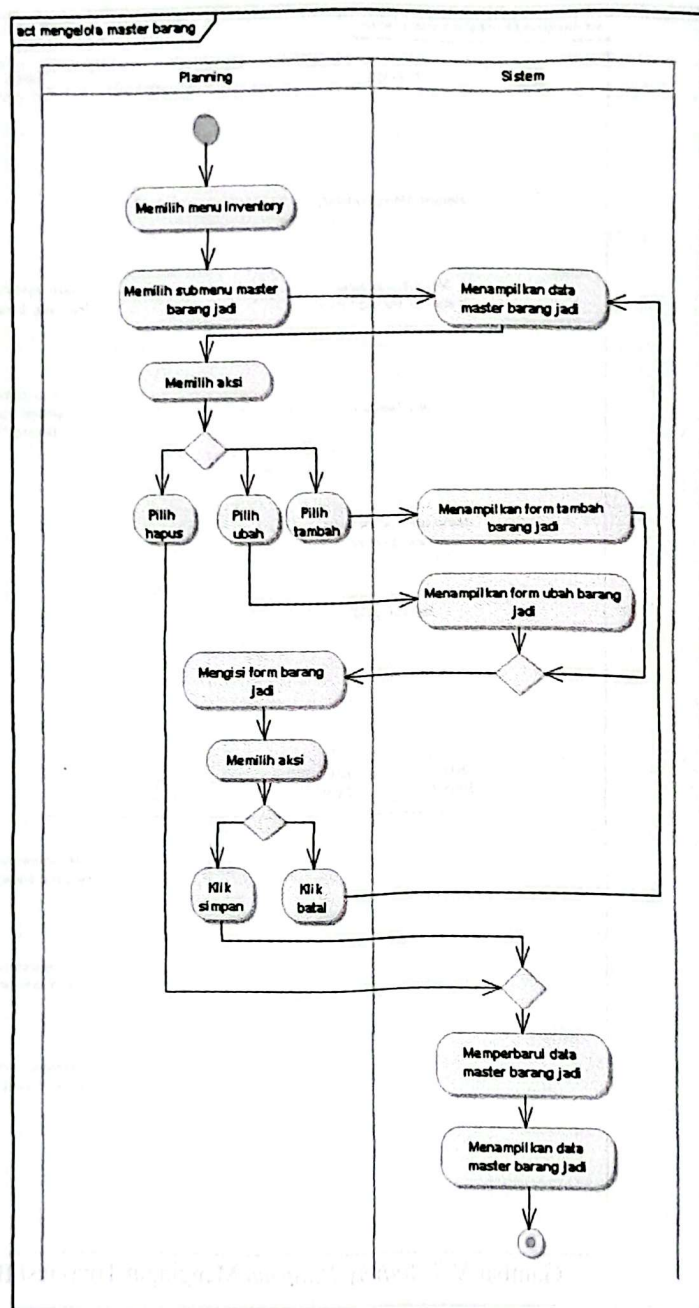 act mengelola master barang
Planning
Sistem
Memilih menu Inventory
Memilih submenu master
barang jadi
Menampilkan data
master barang jadi
Memilih aksi
Pilih
hapus
Pilih
ubah
Pilih
tambah
Menampilkan form tambah
barang jadi
Menampilkan form ubah barang
jadi
Mengisi form barang
jadi
Memilih aksi
Klik
simpan
Klik
batal
Memperbarui data
master barang jadi
Menampilkan data
master barang jadi